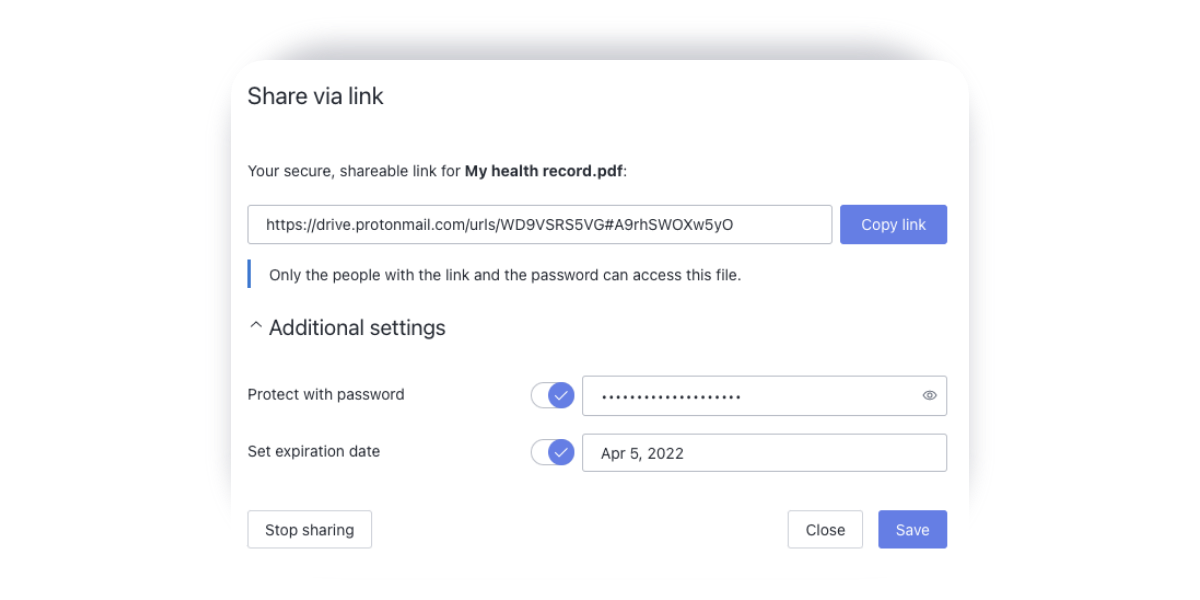 Share via link
Your secure, shareable link for My health record.pdf:
https://drive.protonmail.com/urls/WD9VSRS5VG#A9rhSWOXw5yO
Copy link
Only the people with the link and the password can access this file.
Additional settings
Protect with password
••••••••••••••••••••
Set expiration date
Apr 5, 2022
Stop sharing
Close
Save